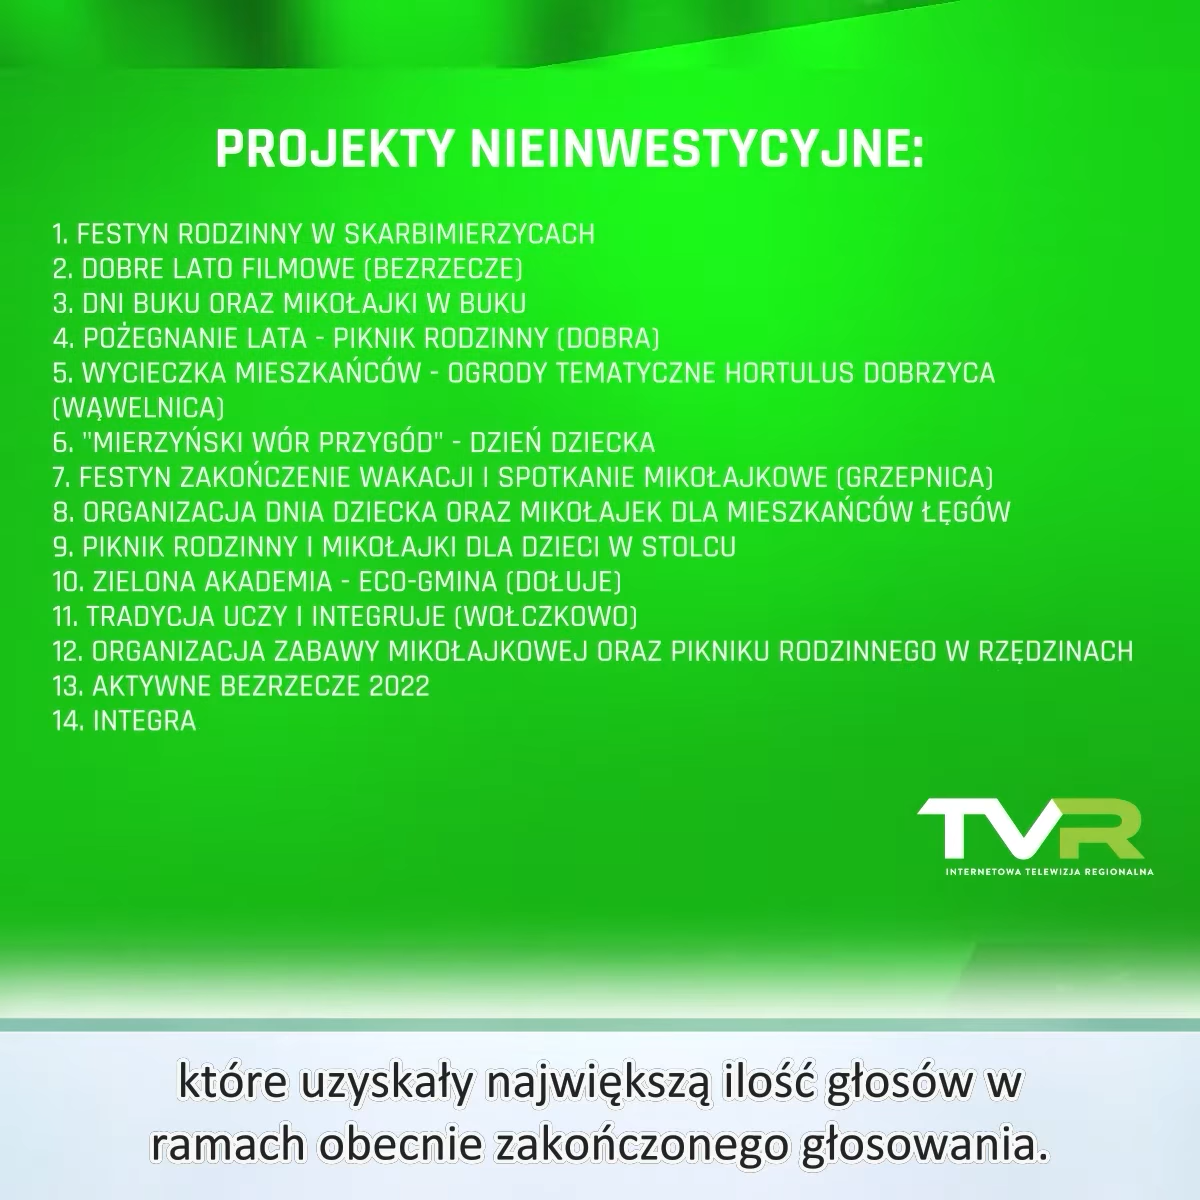 PROJEKTY NIEINWESTYCYJNE:
1. FESTYN RODZINNY W SKARBIMIERZYCACH
2. DOBRE LATO FILMOWE (BEZRZECZE)
3. DNI BUKU ORAZ MIKOŁAJKI W BUKU
4. POŻEGNANIE LATA - PIKNIK RODZINNY (DOBRA)
5. WYCIECZKA MIESZKAŃCÓW - OGRODY TEMATYCZNE HORTULUS DOBRZYCA
(WĄWELNICA)
6. "MIERZYŃSKI WÓR PRZYGÓD" - DZIEŃ DZIECKA
7. FESTYN ZAKOŃCZENIE WAKACJI I SPOTKANIE MIKOŁAJKOWE (GRZEPNICA)
8. ORGANIZACJA DNIA DZIECKA ORAZ MIKOŁAJEK DLA MIESZKAŃCÓW ŁĘGÓW
9. PIKNIK RODZINNY I MIKOŁAJKI DLA DZIECI W STOLCU
10. ZIELONA AKADEMIA - ECO-GMINA (DOŁUJE)
11. TRADYCJA UCZY I INTEGRUJE (WOŁCZKOWO)
12. ORGANIZACJA ZABAWY MIKOŁAJKOWEJ ORAZ PIKNIKU RODZINNEGO W RZĘDZINACH
13. AKTYWNE BEZRZECZE 2022
14. INTEGRA
TVR
INTERNETOWA TELEWIZJA REGIONALNA
które uzyskały największą ilość głosów w
ramach obecnie zakończonego głosowania.